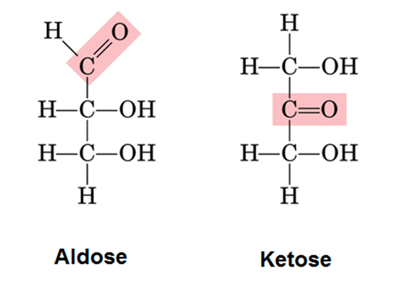 H O
C
H—C—OH
H—C—OH
H
Aldose
H
H—C—OH
C=O
H—C—OH
H
Ketose